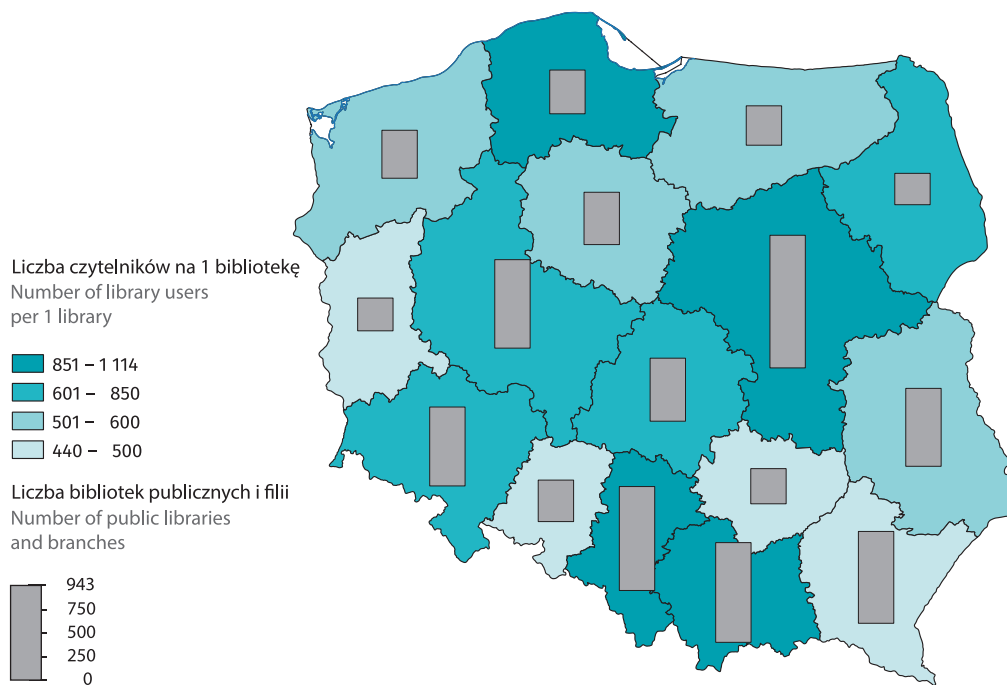 Liczba czytelników na 1 bibliotekę
Number of library users
per 1 library
851 – 1 114
601 – 850
501 – 600
440 – 500
Liczba bibliotek publicznych i filii
Number of public libraries
and branches
943
750
500
250
0